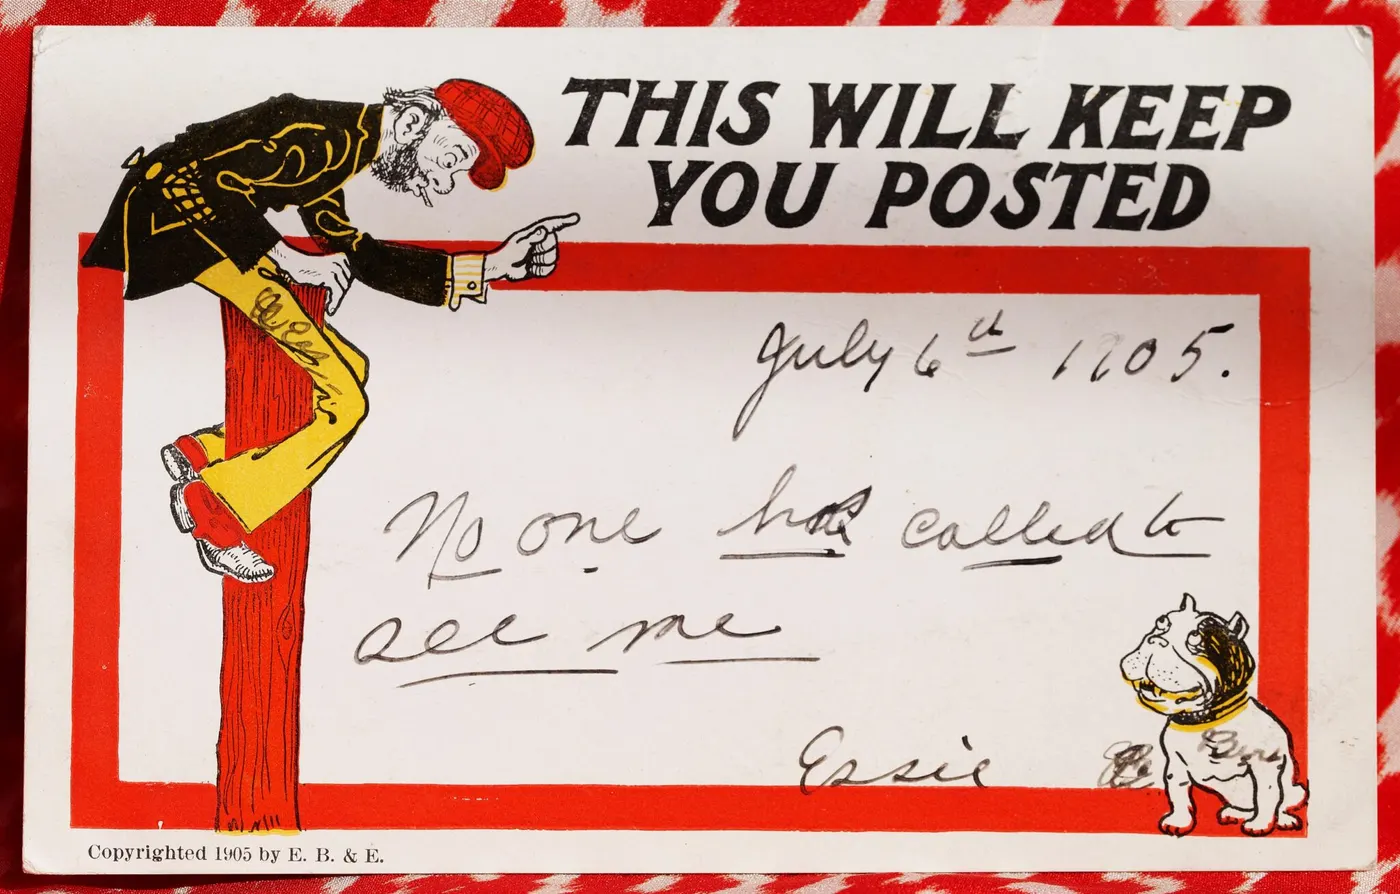 THIS WILL KEEP
YOU POSTED
July 6th 1905.
No one has called to
see me
Essie
Copyrighted 1905 by E. B. & E.